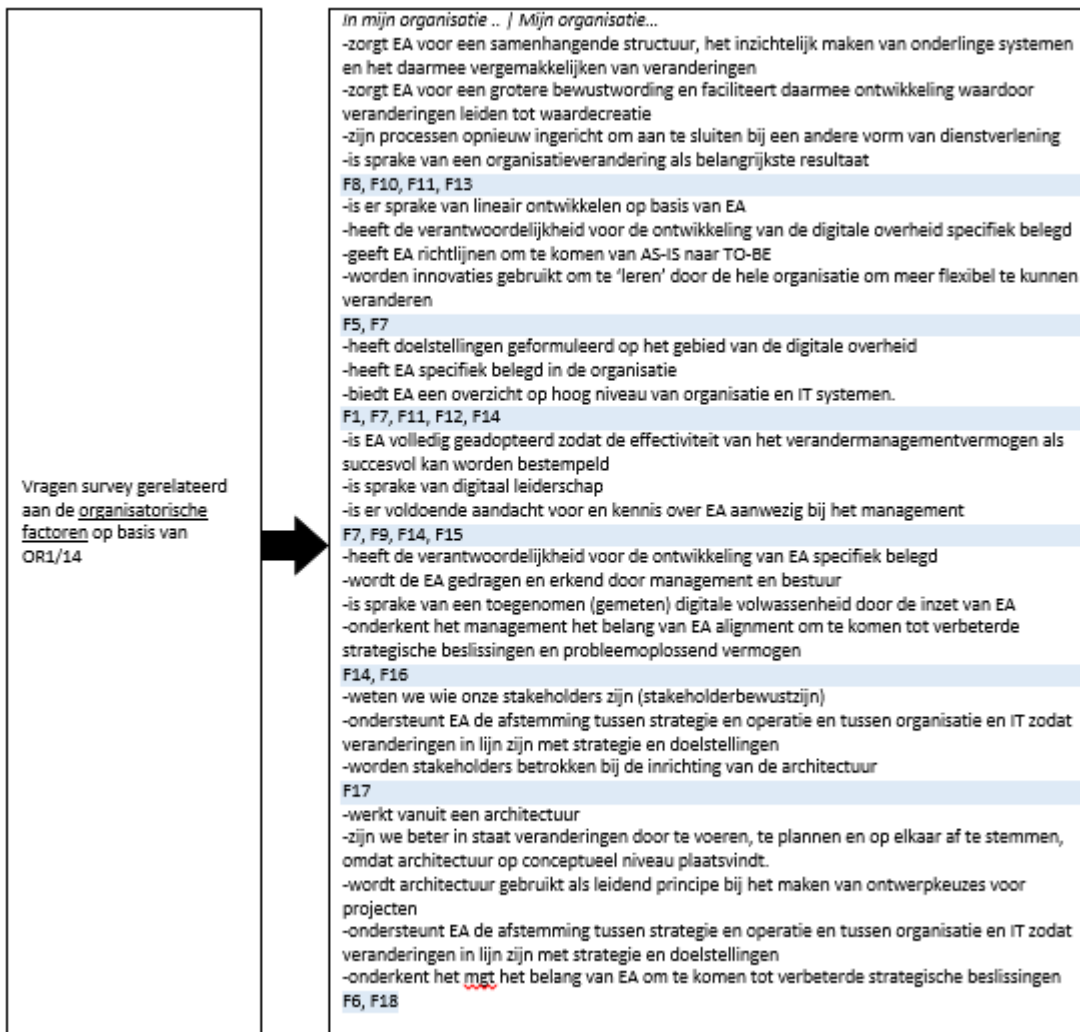 Vragen survey gerelateerd
aan de organisatorische
factoren op basis van
OR1/14
In mijn organisatie .. | Mijn organisatie...
-zorgt EA voor een samenhangende structuur, het inzichtelijk maken van onderlinge systemen
en het daarmee vergemakkelijken van veranderingen
-zorgt EA voor een grotere bewustwording en faciliteert daarmee ontwikkeling waardoor
veranderingen leiden tot waardecreatie
-zijn processen opnieuw ingericht om aan te sluiten bij een andere vorm van dienstverlening
-is sprake van een organisatieverandering als belangrijkste resultaat
F8, F10, F11, F13
-is er sprake van lineair ontwikkelen op basis van EA
-heeft de verantwoordelijkheid voor de ontwikkeling van de digitale overheid specifiek belegd
-geeft EA richtlijnen om te komen van AS-IS naar TO-BE
-worden innovaties gebruikt om te ‘leren’ door de hele organisatie om meer flexibel te kunnen
veranderen
F5, F7
-heeft doelstellingen geformuleerd op het gebied van de digitale overheid
-heeft EA specifiek belegd in de organisatie
-biedt EA een overzicht op hoog niveau van organisatie en IT systemen.
F1, F7, F11, F12, F14
-is EA volledig geadopteerd zodat de effectiviteit van het verandermanagementvermogen als
succesvol kan worden bestempeld
-is sprake van digitaal leiderschap
-is er voldoende aandacht voor en kennis over EA aanwezig bij het management
F7, F9, F14, F15
-heeft de verantwoordelijkheid voor de ontwikkeling van EA specifiek belegd
-wordt de EA gedragen en erkend door management en bestuur
-is sprake van een toegenomen (gemeten) digitale volwassenheid door de inzet van EA
-onderkent het management het belang van EA alignment om te komen tot verbeterde
strategische beslissingen en probleemoplossend vermogen
F14, F16
-weten we wie onze stakeholders zijn (stakeholderbewustzijn)
-ondersteunt EA de afstemming tussen strategie en operatie en tussen organisatie en IT zodat
veranderingen in lijn zijn met strategie en doelstellingen
-worden stakeholders betrokken bij de inrichting van de architectuur
F17
-werkt vanuit een architectuur
-zijn we beter in staat veranderingen door te voeren, te plannen en op elkaar af te stemmen,
omdat architectuur op conceptueel niveau plaatsvindt.
-wordt architectuur gebruikt als leidend principe bij het maken van ontwerpkeuzes voor
projecten
-ondersteunt EA de afstemming tussen strategie en operatie en tussen organisatie en IT zodat
veranderingen in lijn zijn met strategie en doelstellingen
-onderkent het mgt het belang van EA om te komen tot verbeterde strategische beslissingen
F6, F18